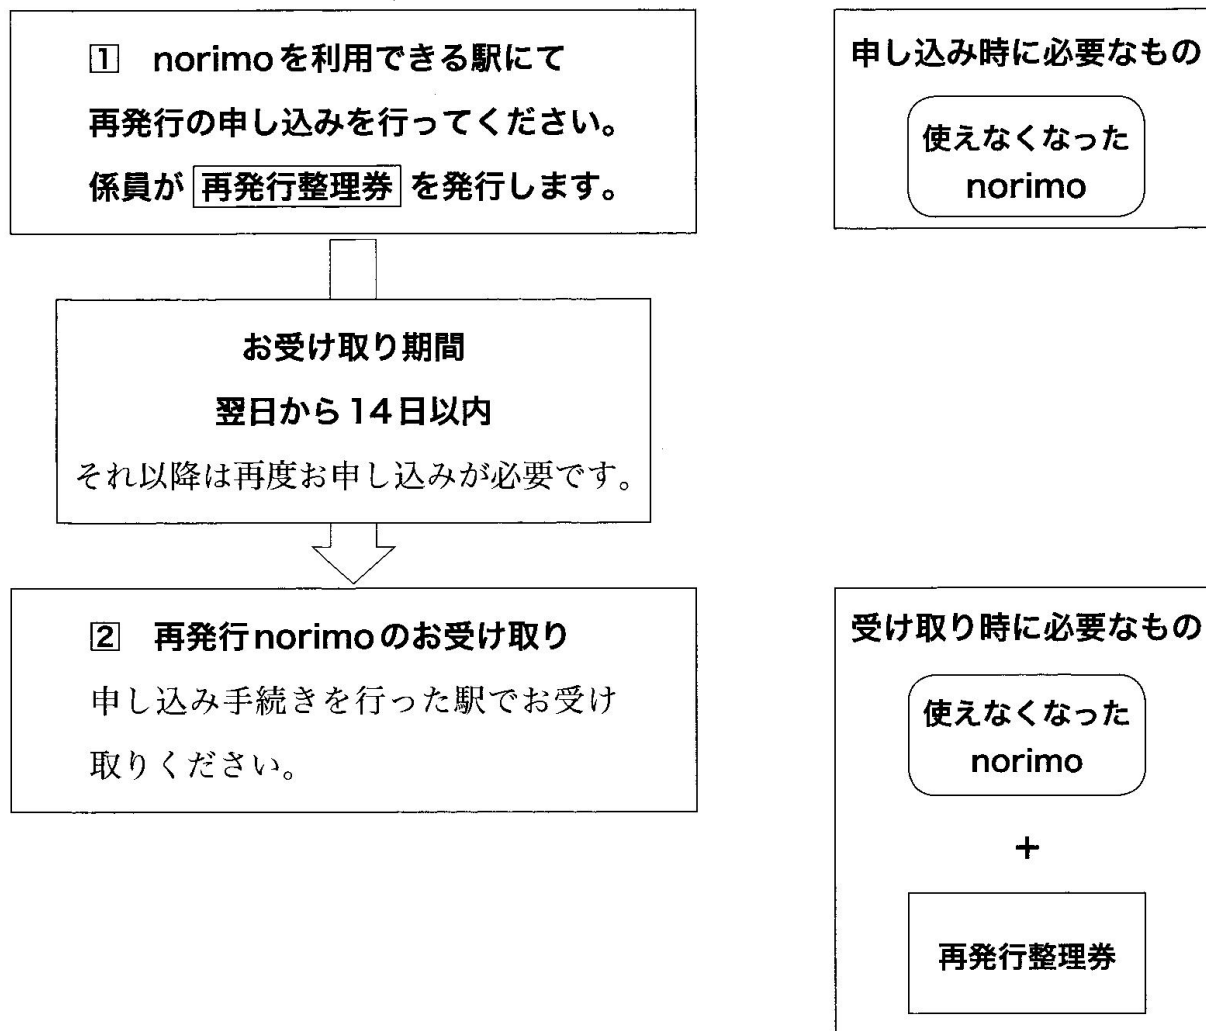 1 norimoを利用できる駅にて
再発行の申し込みを行ってください。
係員が 再発行整理券 を発行します。
申し込み時に必要なもの
使えなくなった
norimo
お受け取り期間
翌日から14日以内
それ以降は再度お申し込みが必要です。
2 再発行norimoのお受け取り
申し込み手続きを行った駅でお受け
取りください。
受け取り時に必要なもの
使えなくなった
norimo
+
再発行整理券